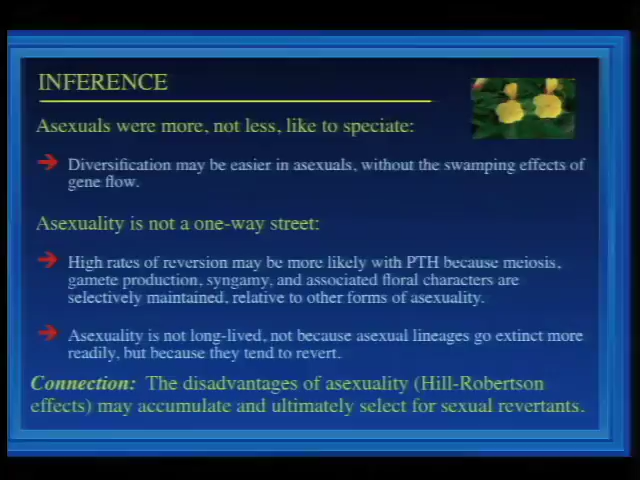 INFERENCE
Asexuals were more, not less, like to speciate:
Diversification may be easier in asexuals, without the swamping effects of
gene flow.
Asexuality is not a one-way street:
High rates of reversion may be more likely with PTH because meiosis,
gamete production, syngamy, and associated floral characters are
selectively maintained, relative to other forms of asexuality.
Asexuality is not long-lived, not because asexual lineages go extinct more
readily, but because they tend to revert.
Connection: The disadvantages of asexuality (Hill-Robertson
effects) may accumulate and ultimately select for sexual revertants.